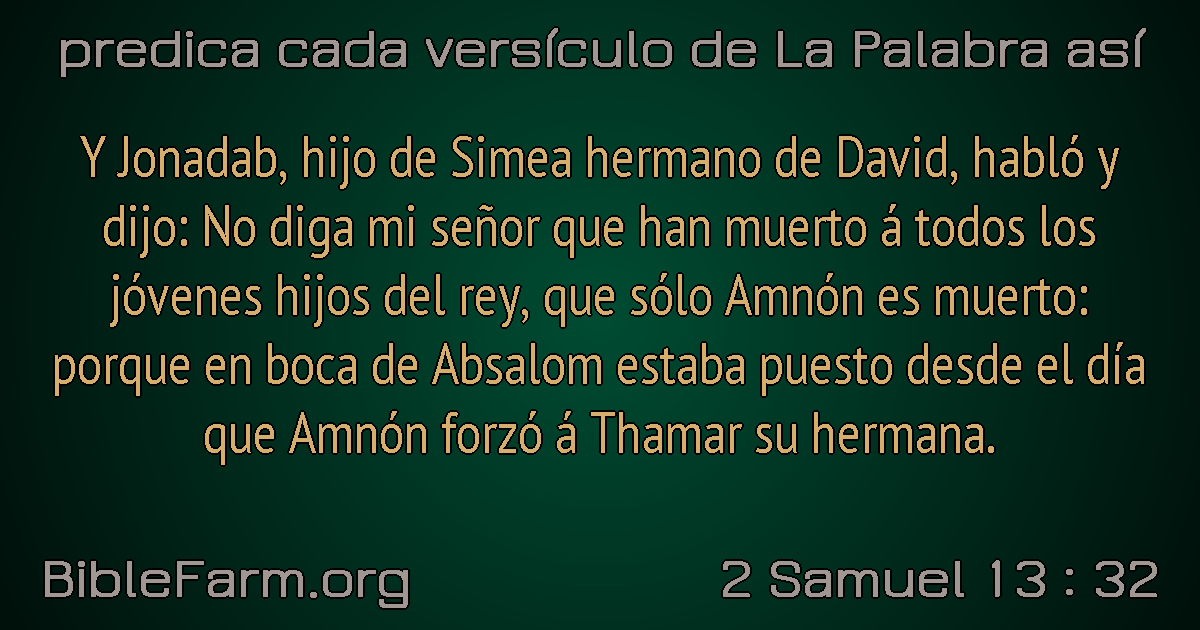 predica cada versículo de La Palabra así
Y Jonadab, hijo de Simea hermano de David, habló y
dijo: No diga mi señor que han muerto á todos los
jóvenes hijos del rey, que sólo Amnón es muerto:
porque en boca de Absalom estaba puesto desde el día
que Amnón forzó á Thamar su hermana.
BibleFarm.org
2 Samuel 13 : 32